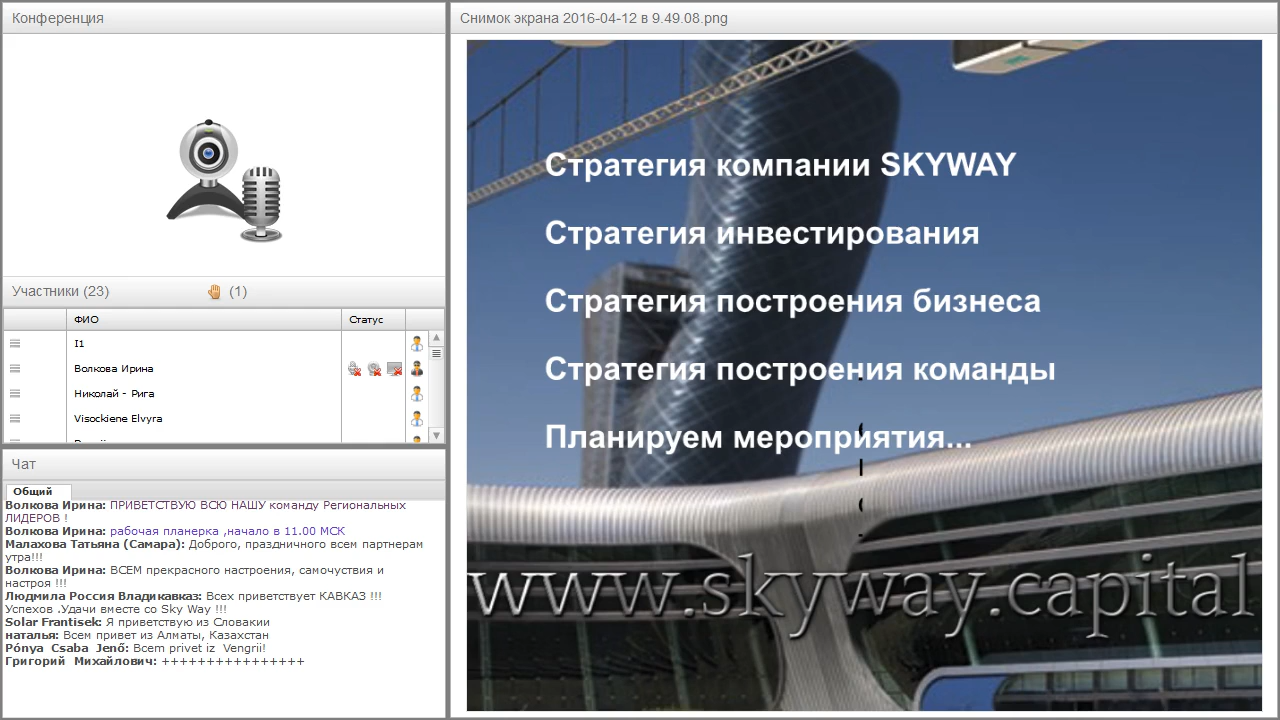 Конференция
Участники (23)
(1)
ФИО
Статус
I1
Волкова Ирина
Николай - Рига
Visockiene Elvyra
Чат
Общий
Волкова Ирина: ПРИВЕТСТВУЮ ВСЮ НАШУ команду Региональных
ЛИДЕРОВ !
Волкова Ирина: рабочая планерка ,начало в 11.00 МСК
Малахова Татьяна (Самара): Доброго, праздничного всем партнерам
утра!!!
Волкова Ирина: ВСЕМ прекрасного настроения, самочуствия и
настроя !!!
Людмила Россия Владикавказ: Всех приветствует КАВКАЗ !!!
Успехов .Удачи вместе со Sky Way !!!
Solar Frantisek: Я приветствую из Словакии
наталья: Всем привет из Алматы, Казахстан
Pónya Csaba Jenő: Bcem privet iz Vengrii!
Григорий Михайлович: ++++++++++++++++
Снимок экрана 2016-04-12 в 9.49.08.png
Стратегия компании SKYWAY
Стратегия инвестирования
Стратегия построения бизнеса
Стратегия построения команды
Планируем мероприятия...
www.skyway.capital